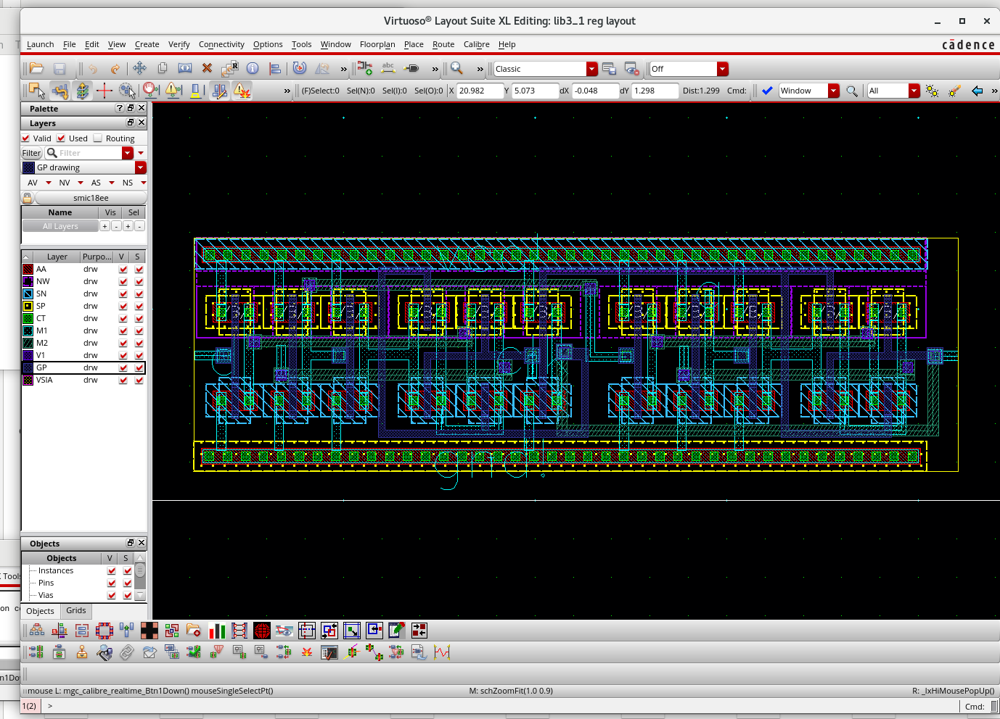 Virtuoso® Layout Suite XL Editing: lib3_1 reg layout
Launch File Edit View Create Verify Connectivity Options Tools Window Floorplan Place Route Calibre Help
cādence
» » » Classic Off
» (F)Select:0 Sel(N):0 Sel(I):0 Sel(O):0 X 20.982 Y 5.073 dX -0.048 dY 1.298 Dist:1.299 Cmd: Window All »
Palette
Layers
Valid Used Routing
Filter Filter
GP drawing
AV NV AS NS
smic18ee
Name Vis Sel
All Layers + - + -
Layer Purpo... V S
AA drw
NW drw
SN drw
SP drw
CT drw
M1 drw
M2 drw
V1 drw
GP drw
VSIA drw
Objects
Objects V S
Instances
Pins
Vias
Objects Grids
mouse L: mgc_calibre_realtime_Btn1Down() mouseSingleSelectPt() M: schZoomFit(1.0 0.9) R: _lxHiMousePopUp()
1(2) > Cmd: